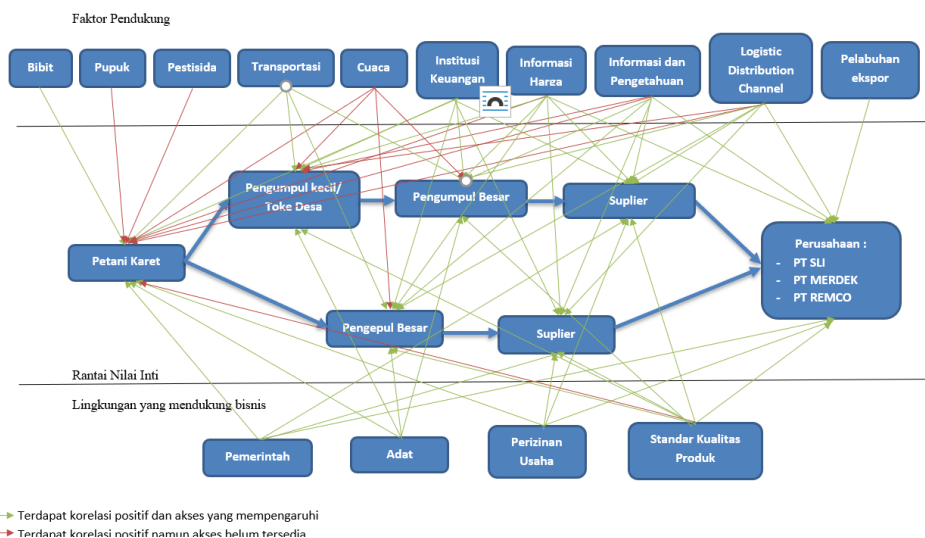 Faktor Pendukung
Bibit
Pupuk
Pestisida
Transportasi
Cuaca
Institusi
Keuangan
Informasi
Harga
Informasi dan
Pengetahuan
Logistic
Distribution
Channel
Pelabuhan
ekspor
Pengumpul kecil/
Toke Desa
Pengumpul Besar
Suplier
Petani Karet
Perusahaan :
- PT SLI
- PT MERDEK
- PT REMCO
Pengepul Besar
Suplier
Rantai Nilai Inti
Lingkungan yang mendukung bisnis
Pemerintah
Adat
Perizinan
Usaha
Standar Kualitas
Produk
Terdapat korelasi positif dan akses yang mempengaruhi
Terdapat korelasi positif namun akses belum tersedia